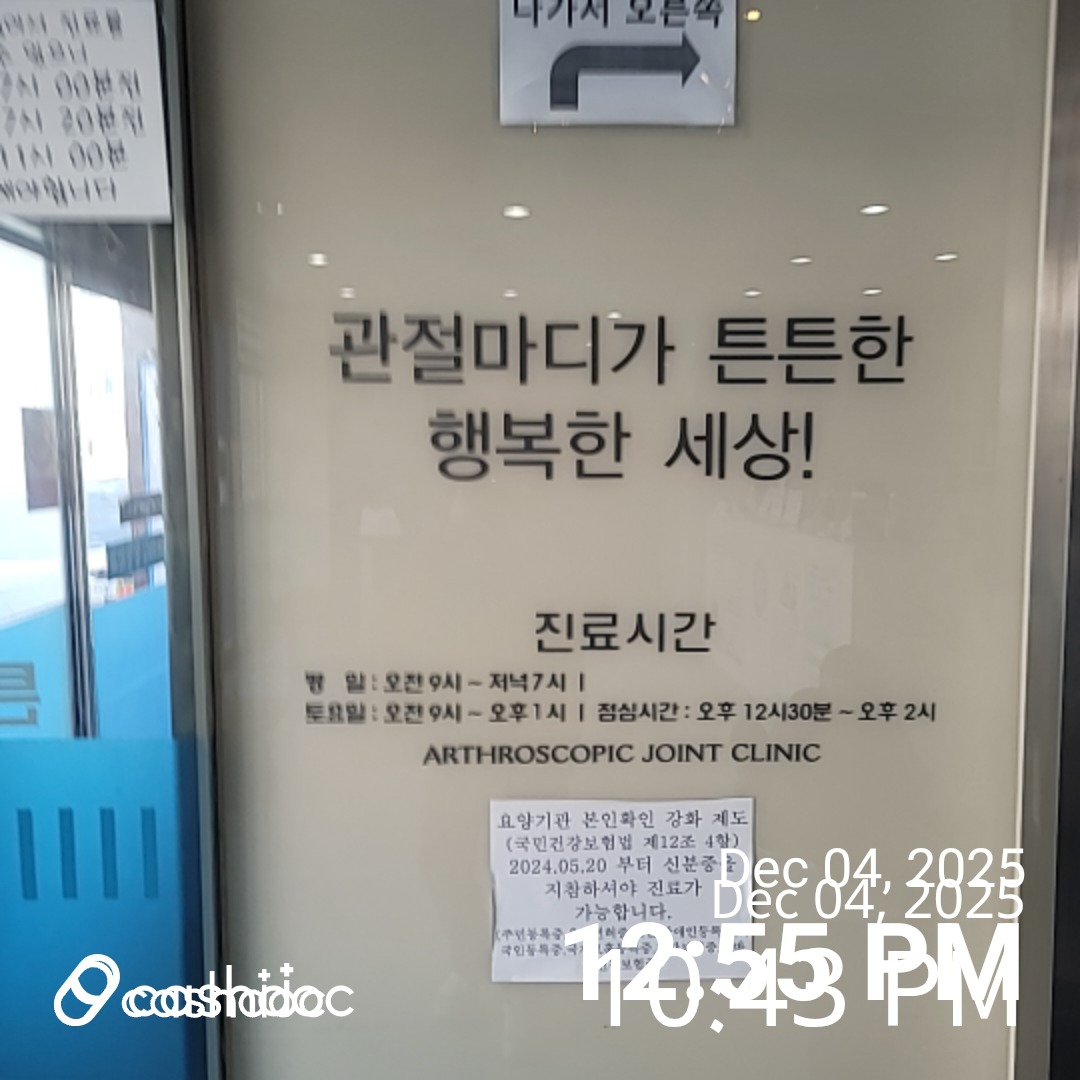 나가서 오른쪽
관절마디가 튼튼한
행복한 세상!
진료시간
평 일 : 오전 9시 ~ 저녁 7시 |
토요일 : 오전 9시 ~ 오후 1시 | 점심시간 : 오후 12시30분 ~ 오후 2시
ARTHROSCOPIC JOINT CLINIC
요양기관 본인확인 강화 제도
(국민건강보험법 제12조 4항)
2024.05.20 부터 신분증을
지참하셔야 진료가
가능합니다.
Dec 04, 2025
Dec 04, 2025
12:55 PM
10:43 PM
cashdoc